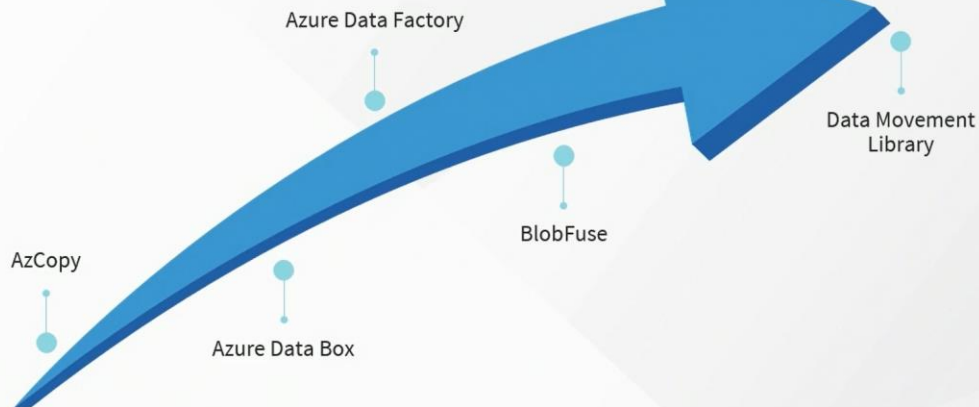 Azure Data Factory
Data Movement
Library
BlobFuse
AzCopy
Azure Data Box